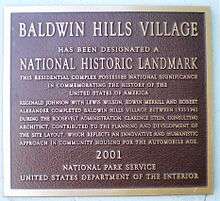 BALDWIN HILLS VILLAGE
HAS BEEN DESIGNATED A
NATIONAL HISTORIC LANDMARK
THIS RESIDENTIAL COMPLEX POSSESSES NATIONAL SIGNIFICANCE
IN COMMEMORATING THE HISTORY OF THE
UNITED STATES OF AMERICA
REGINALD JOHNSON WITH LEWIS WILSON, EDWIN MERRILL AND ROBERT
ALEXANDER COMPLETED BALDWIN HILLS VILLAGE BETWEEN 1935-1942
DURING THE ROOSEVELT ADMINISTRATION. CLARENCE STEIN, CONSULTING
ARCHITECT, CONTRIBUTED TO THE PLANNING AND DEVELOPMENT OF
THE SITE LAYOUT, WHICH REFLECTS AN INNOVATIVE AND HUMANISTIC
APPROACH IN COMMUNITY HOUSING FOR THE AUTOMOBILE AGE.
2001
NATIONAL PARK SERVICE
UNITED STATES DEPARTMENT OF THE INTERIOR